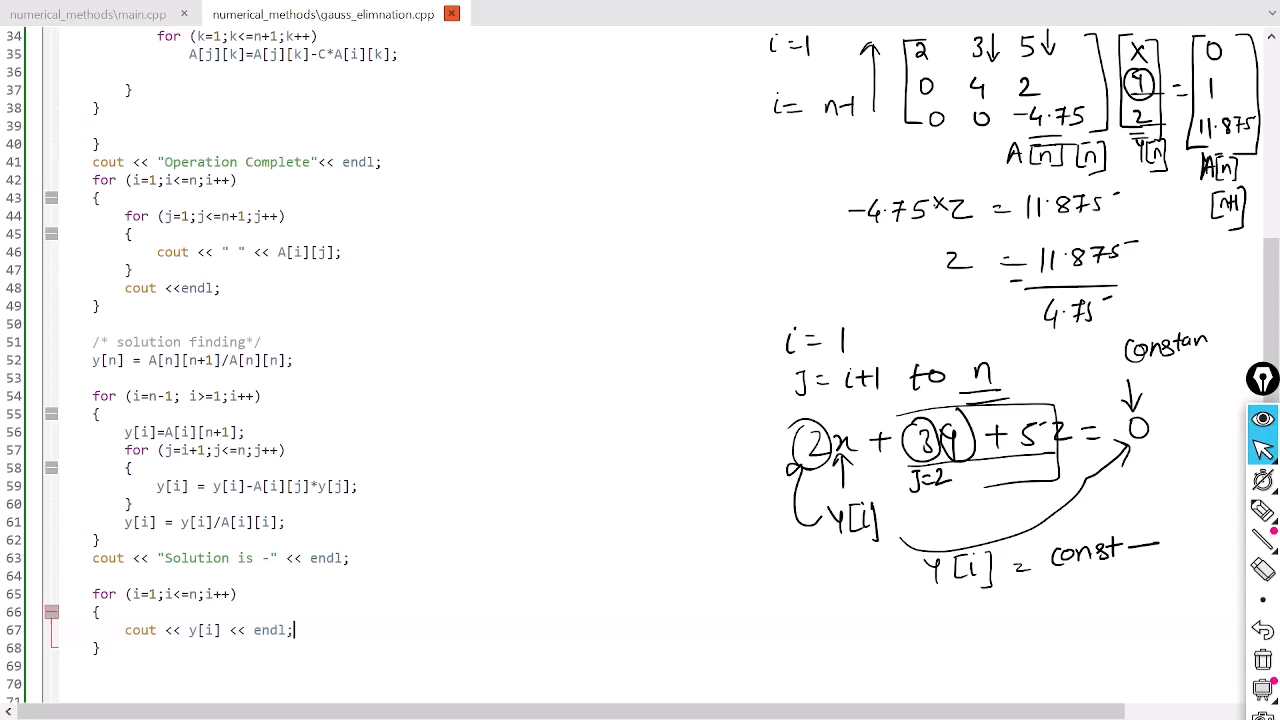 numerical_methods\main.cpp × numerical_methods\gauss_elimnation.cpp ×
34 for (k=1;k<=n+1;k++)
35 A[j][k]=A[j][k]-C*A[i][k];
36
37 }
38 }
39
40 }
41 cout << "Operation Complete"<< endl;
42 for (i=1;i<=n;i++)
43 {
44 for (j=1;j<=n+1;j++)
45 {
46 cout << " " << A[i][j];
47 }
48 cout <<endl;
49 }
50
51 /* solution finding*/
52 y[n] = A[n][n+1]/A[n][n];
53
54 for (i=n-1; i>=1;i++)
55 {
56 y[i]=A[i][n+1];
57 for (j=i+1;j<=n;j++)
58 {
59 y[i] = y[i]-A[i][j]*y[j];
60 }
61 y[i] = y[i]/A[i][i];
62 }
63 cout << "Solution is -" << endl;
64
65 for (i=1;i<=n;i++)
66 {
67 cout << y[i] << endl;
68 }
69
70
71
i=1 2 3 5 x 0
i= n-1 0 4 2 y = 1
0 0 -4.75 z 11.875
A[n][n] Y[n] A[n]
[n+1]
-4.75 × z = 11.875
z = 11.875
4.75
i = 1
J = i+1 to n
constan
2x + 3y + 5z = 0
J=2
Y[i]
Y[i] = const —